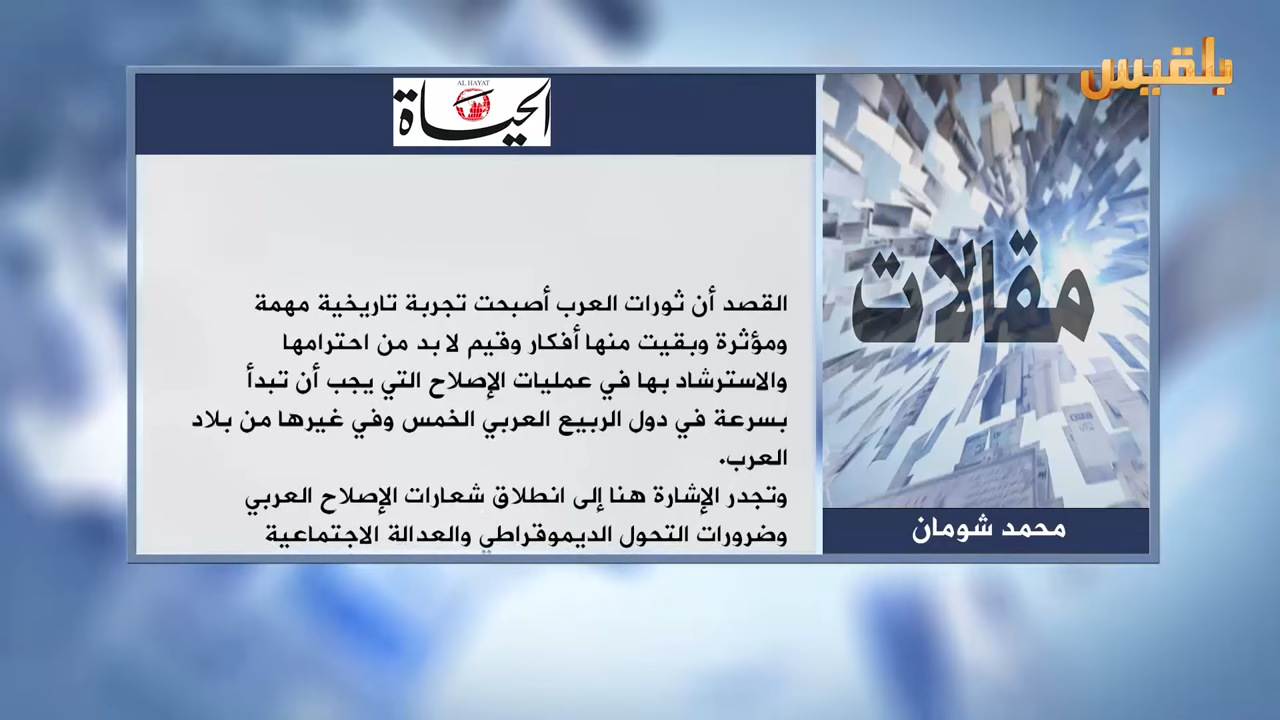 بلقيس
AL HAYAT
الحياة
القصد أن ثورات العرب أصبحت تجربة تاريخية مهمة
ومؤثرة وبقيت منها أفكار وقيم لا بد من احترامها
والاسترشاد بها في عمليات الإصلاح التي يجب أن تبدأ
بسرعة في دول الربيع العربي الخمس وفي غيرها من بلاد
العرب.
وتجدر الإشارة هنا إلى انطلاق شعارات الإصلاح العربي
وضرورات التحول الديموقراطي والعدالة الاجتماعية
مقالات
محمد شومان